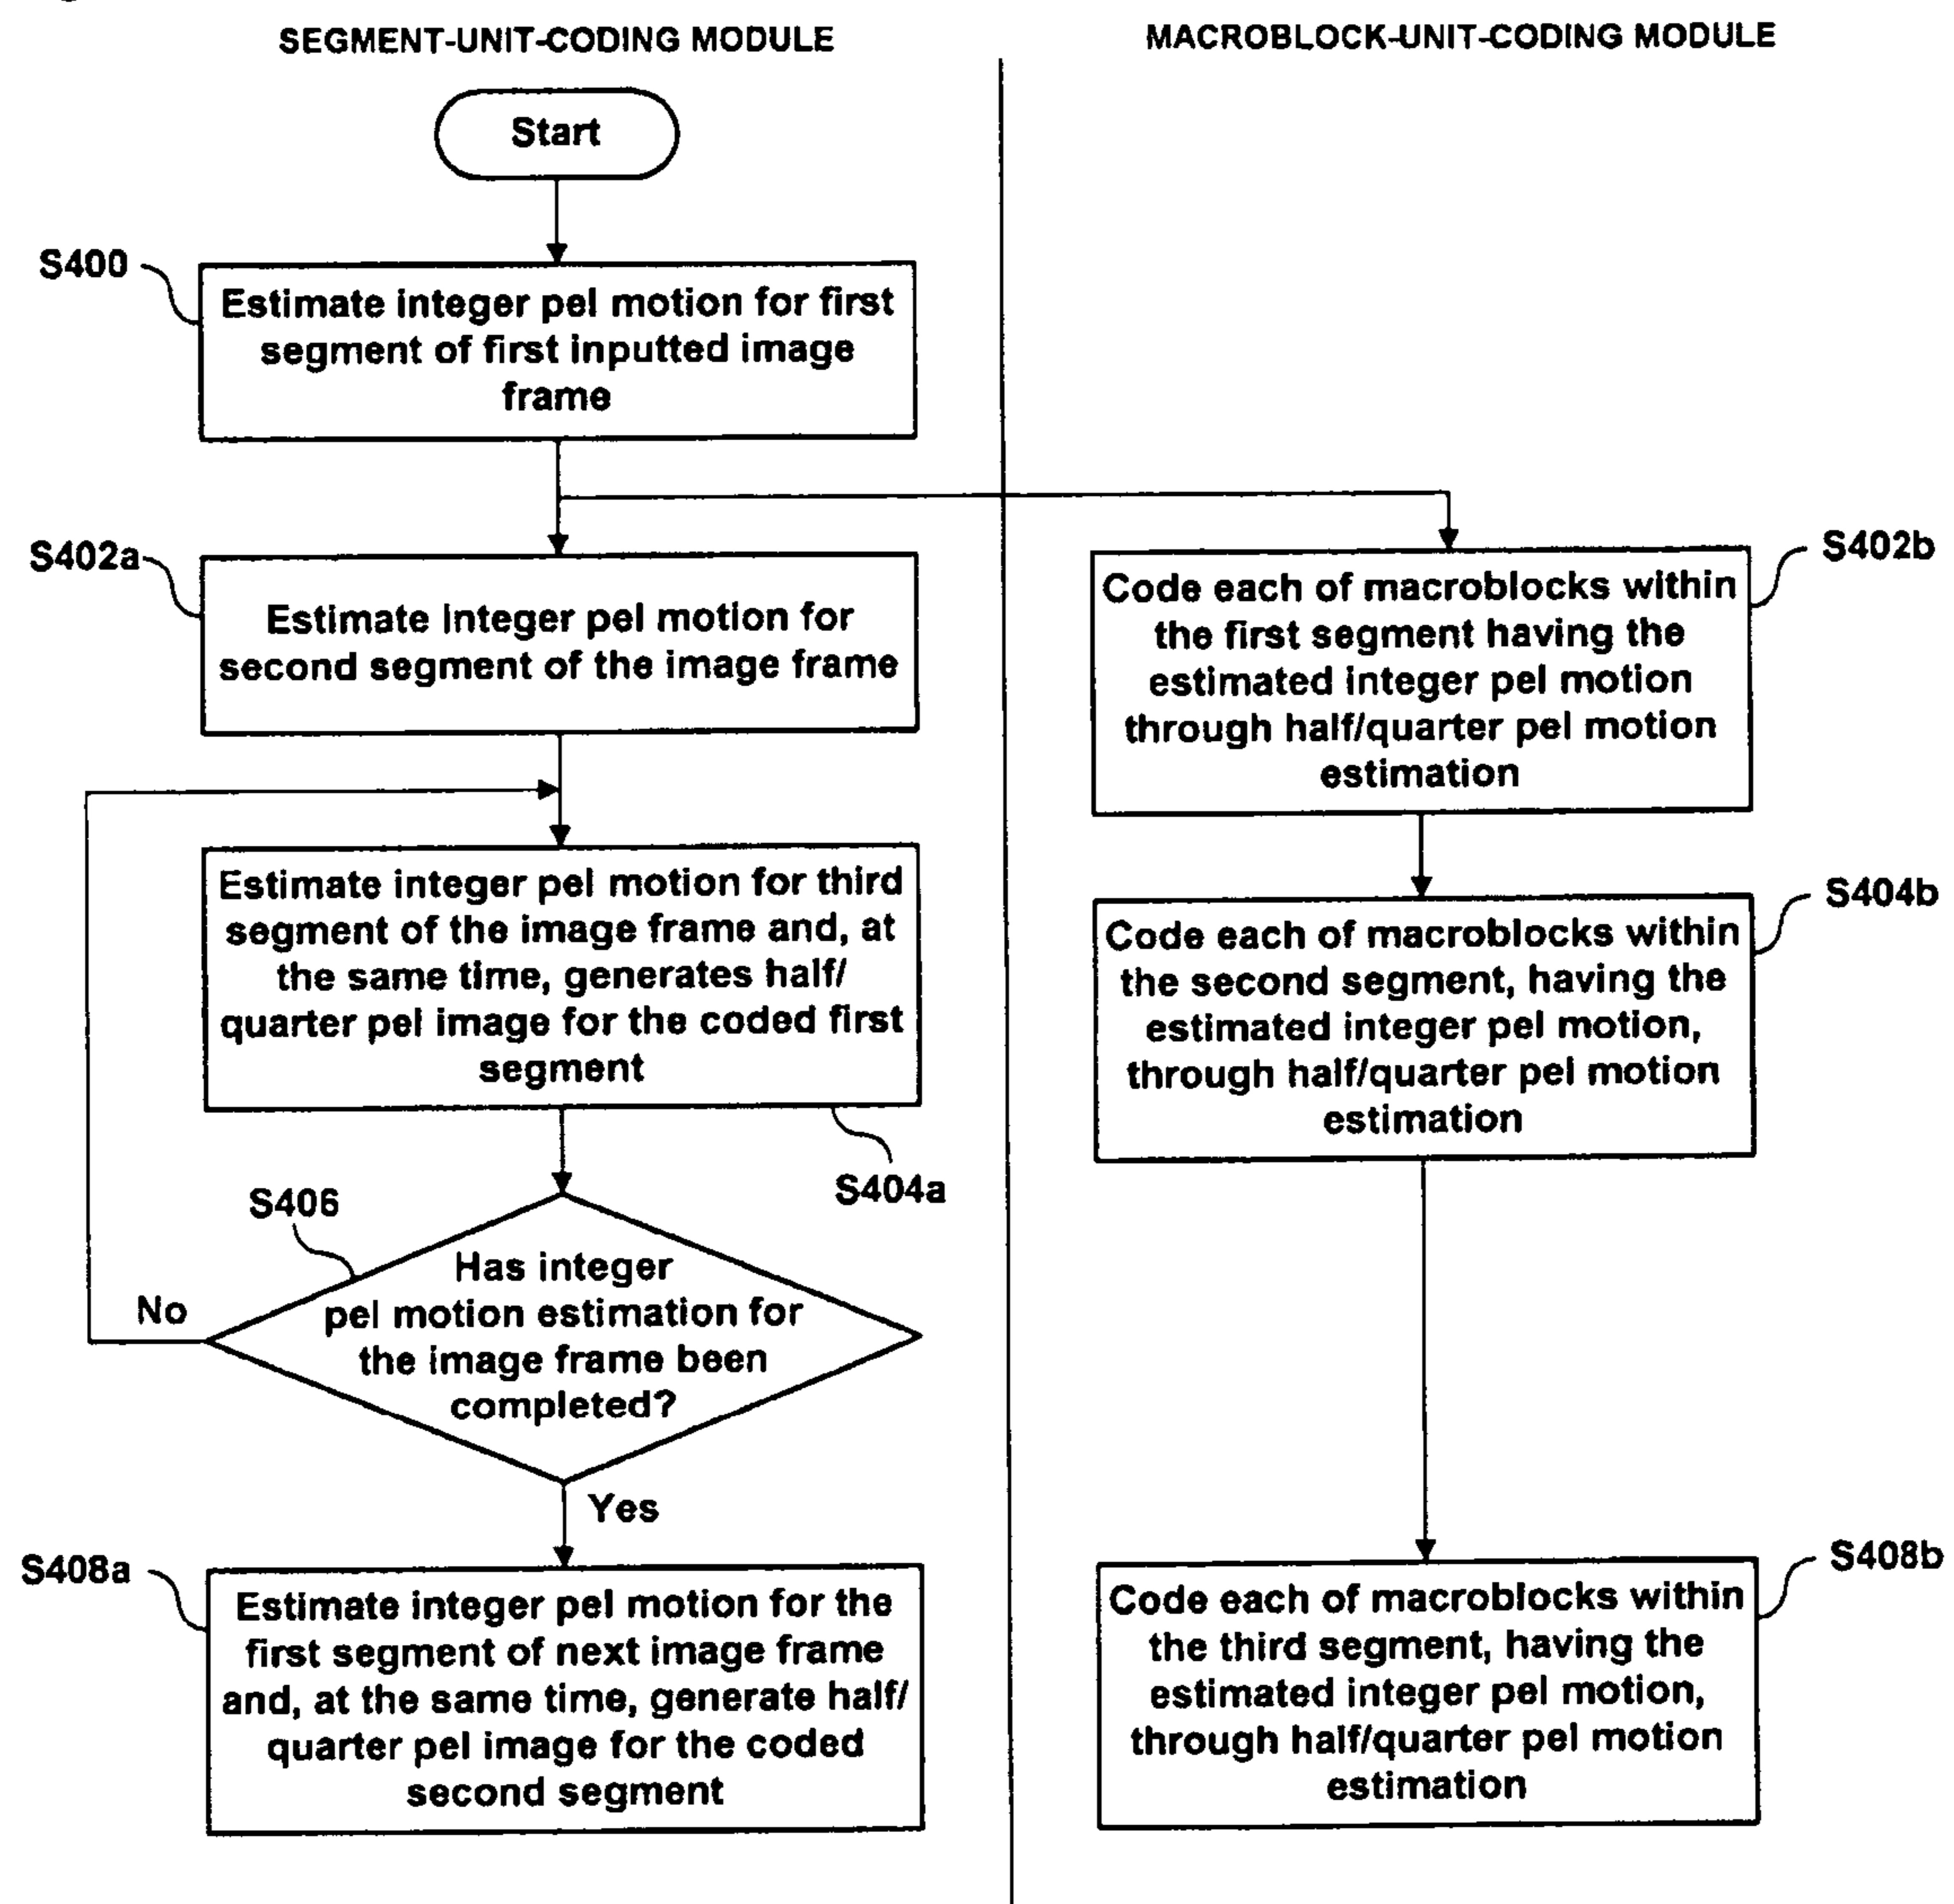 SEGMENT-UNIT-CODING MODULE
MACROBLOCK-UNIT-CODING MODULE
Start
S400
Estimate integer pel motion for first
segment of first inputted image
frame
S402a
Estimate integer pel motion for
second segment of the image frame
S402b
Code each of macroblocks within
the first segment having the
estimated integer pel motion
through half/quarter pel motion
estimation
Estimate integer pel motion for third
segment of the image frame and, at
the same time, generates half/
quarter pel image for the coded first
segment
S404a
S404b
Code each of macroblocks within
the second segment, having the
estimated integer pel motion,
through half/quarter pel motion
estimation
S406
Has integer
pel motion estimation for
the image frame been
completed?
No
Yes
S408a
Estimate integer pel motion for the
first segment of next image frame
and, at the same time, generate half/
quarter pel image for the coded
second segment
S408b
Code each of macroblocks within
the third segment, having the
estimated integer pel motion,
through half/quarter pel motion
estimation